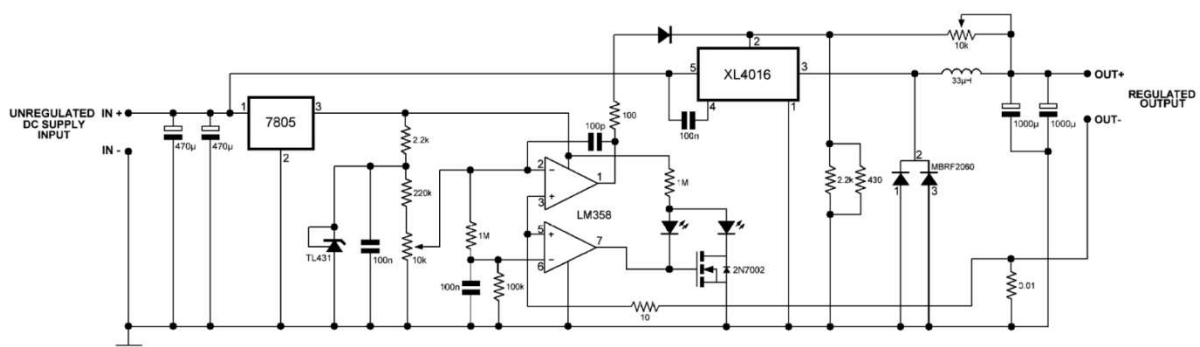 UNREGULATED
DC SUPPLY
INPUT
IN +
IN -
470µ
470µ
1
7805
3
2
2.2k
220k
10k
TL431
100n
1M
100n
100k
100p
100
2
1
3
LM358
5
7
6
1M
2N7002
10
5
XL4016
2
3
4
1
100n
10k
33µH
2.2k
430
2
MBRF2060
1
3
1000µ
1000µ
0.01
OUT+
OUT-
REGULATED
OUTPUT